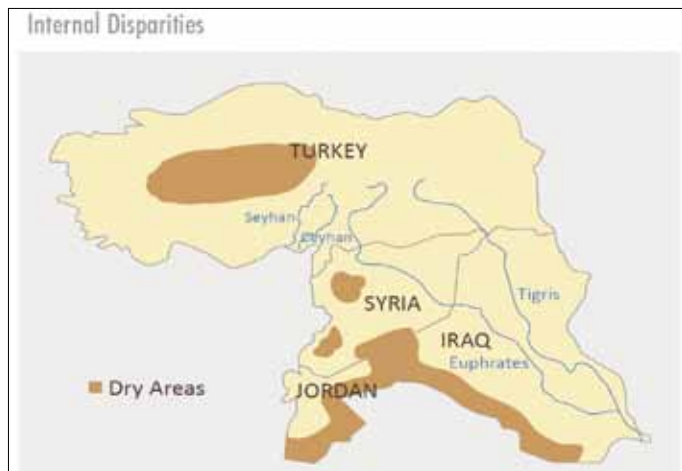 Internal Disparities
TURKEY
Seyhan
Ceyhan
SYRIA
Tigris
IRAQ
Euphrates
JORDAN
Dry Areas